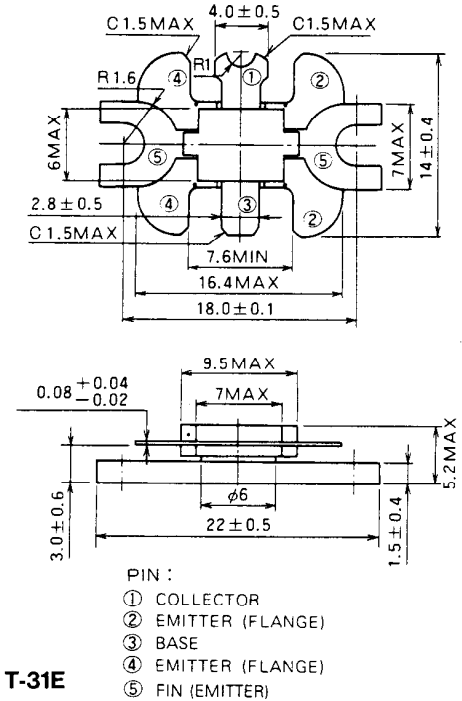 4.0±0.5
C1.5MAX
C1.5MAX
R1
④
①
②
R1.6
6MAX
⑤
⑤
7MAX
14±0.4
2.8±0.5
④
③
②
C1.5MAX
7.6MIN
16.4MAX
18.0±0.1
9.5MAX
0.08 +0.04
-0.02
7MAX
5.2MAX
3.0±0.6
φ6
1.5±0.4
22±0.5
PIN :
① COLLECTOR
② EMITTER (FLANGE)
③ BASE
④ EMITTER (FLANGE)
⑤ FIN (EMITTER)
T-31E